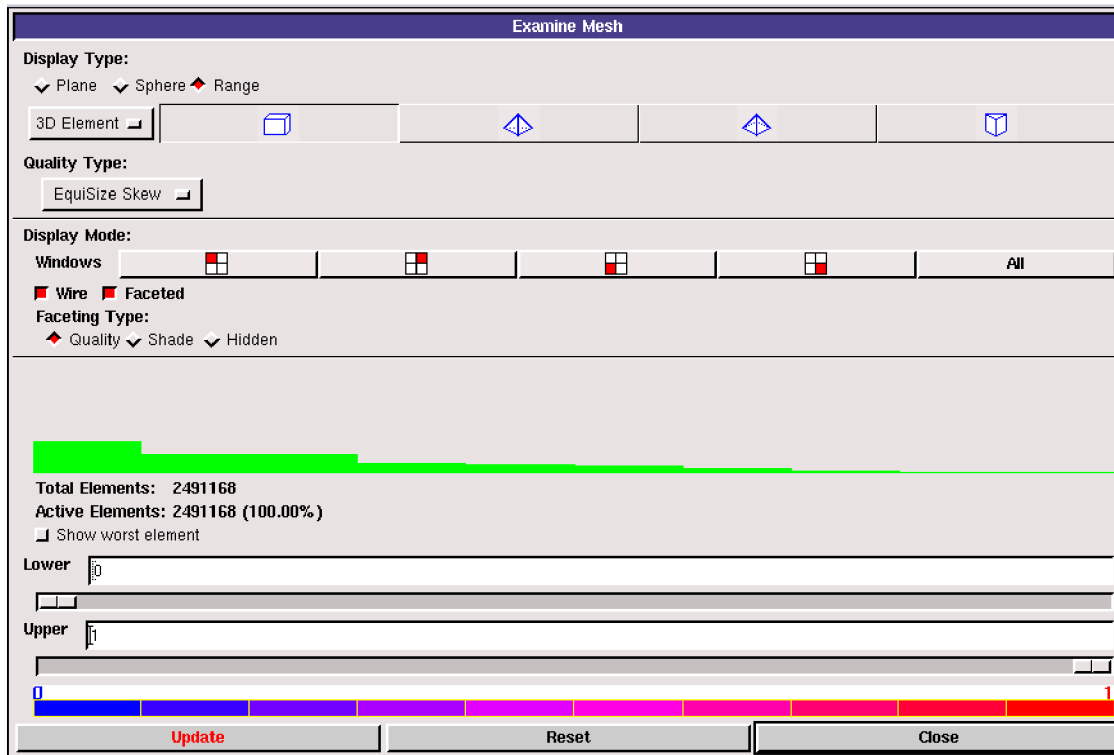 Examine Mesh
Display Type:
Plane Sphere Range
3D Element
Quality Type:
EquiSize Skew
Display Mode:
Windows All
Wire Faceted
Faceting Type:
Quality Shade Hidden
Total Elements: 2491168
Active Elements: 2491168 (100.00%)
Show worst element
Lower 0
Upper 1
0 1
Update Reset Close